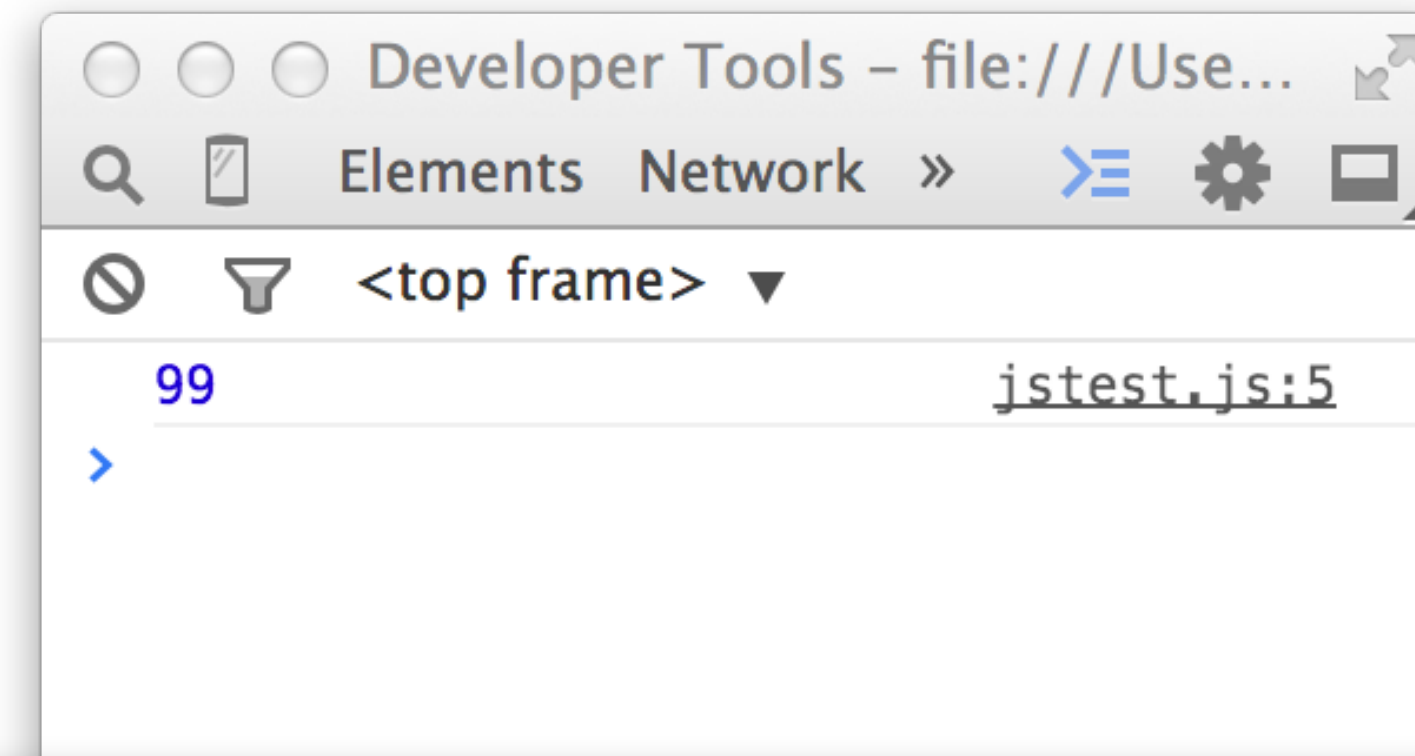 Developer Tools – file:///Use...
Elements Network »
<top frame> ▼
99 jstest.js:5
>